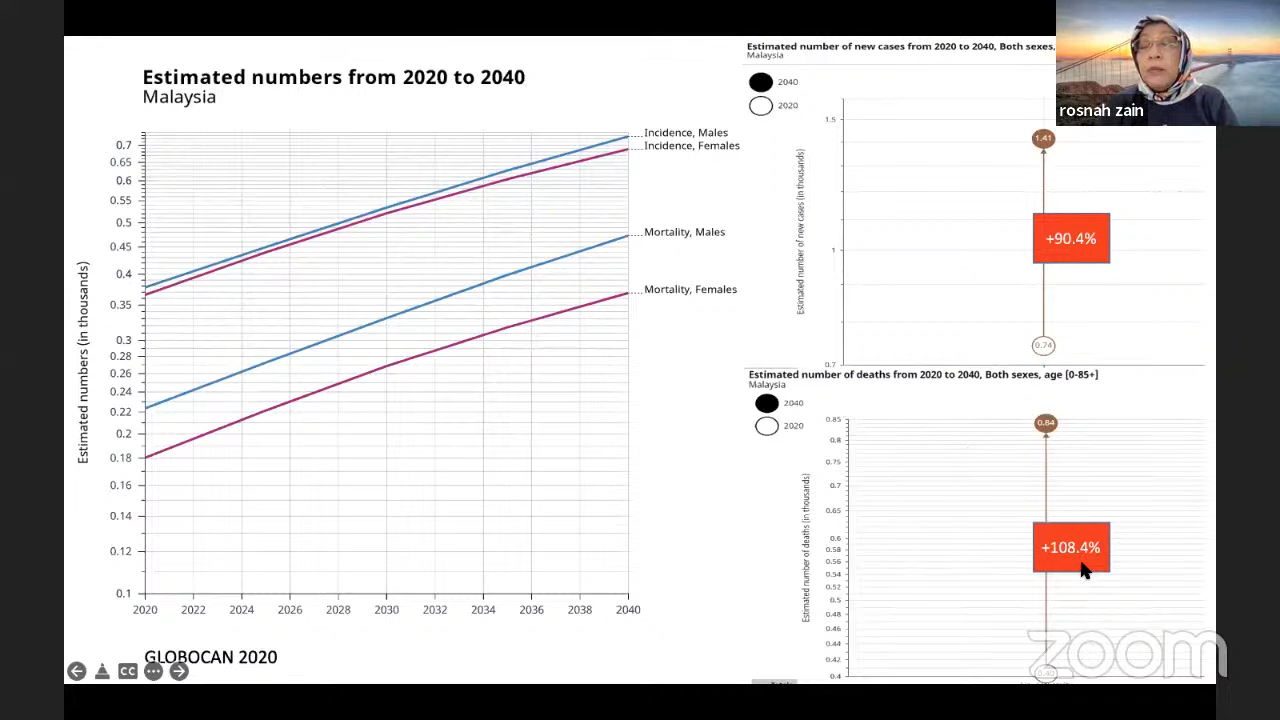 Estimated numbers from 2020 to 2040
Malaysia
Estimated numbers (in thousands)
0.7
0.65
0.6
0.55
0.5
0.45
0.4
0.35
0.3
0.28
0.26
0.24
0.22
0.2
0.18
0.16
0.14
0.12
0.1
2020 2022 2024 2026 2028 2030 2032 2034 2036 2038 2040
Incidence, Males
Incidence, Females
Mortality, Males
Mortality, Females
GLOBOCAN 2020
CC
Estimated number of new cases from 2020 to 2040, Both sexes,
Malaysia
2040
2020
Estimated number of new cases (in thousands)
1.5
1
0.7
1.41
+90.4%
0.74
Estimated number of deaths from 2020 to 2040, Both sexes, age [0-85+]
Malaysia
2040
2020
Estimated number of deaths (in thousands)
0.85
0.8
0.75
0.7
0.65
0.6
0.58
0.56
0.54
0.52
0.5
0.48
0.46
0.44
0.42
0.4
0.84
+108.4%
rosnah zain
zoom